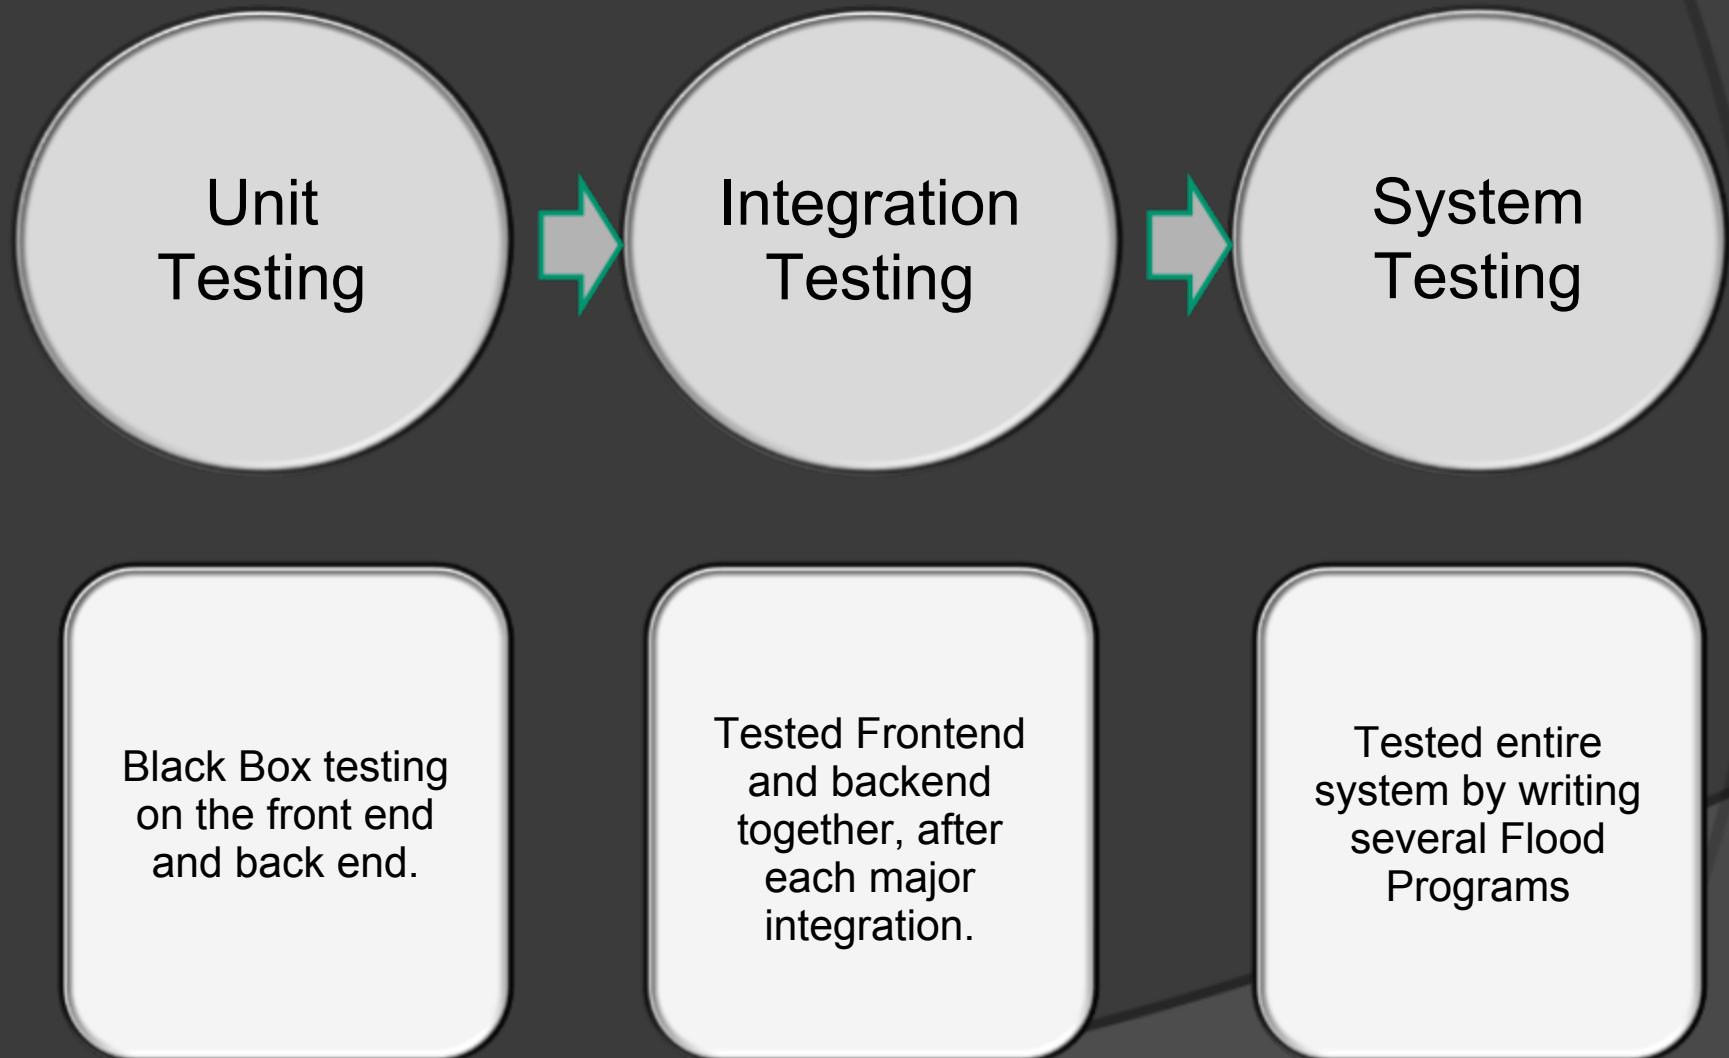 Unit
Testing
Integration
Testing
System
Testing
Black Box testing
on the front end
and back end.
Tested Frontend
and backend
together, after
each major
integration.
Tested entire
system by writing
several Flood
Programs